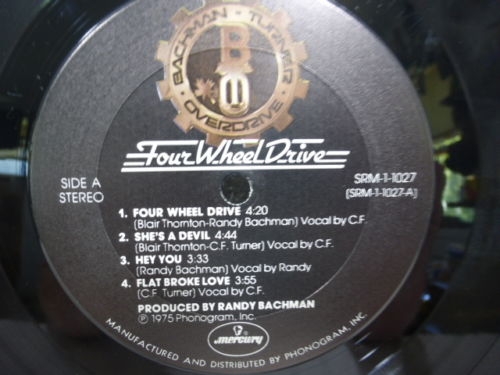 BACHMAN - TURNER
B
OVERDRIVE
Four Wheel Drive
SRM-1-1027
(SRM-1-1027-A)
SIDE A
STEREO
1. FOUR WHEEL DRIVE 4:20
(Blair Thornton-Randy Bachman) Vocal by C.F.
2. SHE'S A DEVIL 4:44
(Blair Thornton-C.F. Turner) Vocal by C.F.
3. HEY YOU 3:33
(Randy Bachman) Vocal by Randy
4. FLAT BROKE LOVE 3:55
(C.F. Turner) Vocal by C.F.
PRODUCED BY RANDY BACHMAN
℗ 1975 Phonogram, Inc.
mercury
MANUFACTURED AND DISTRIBUTED BY PHONOGRAM, INC.